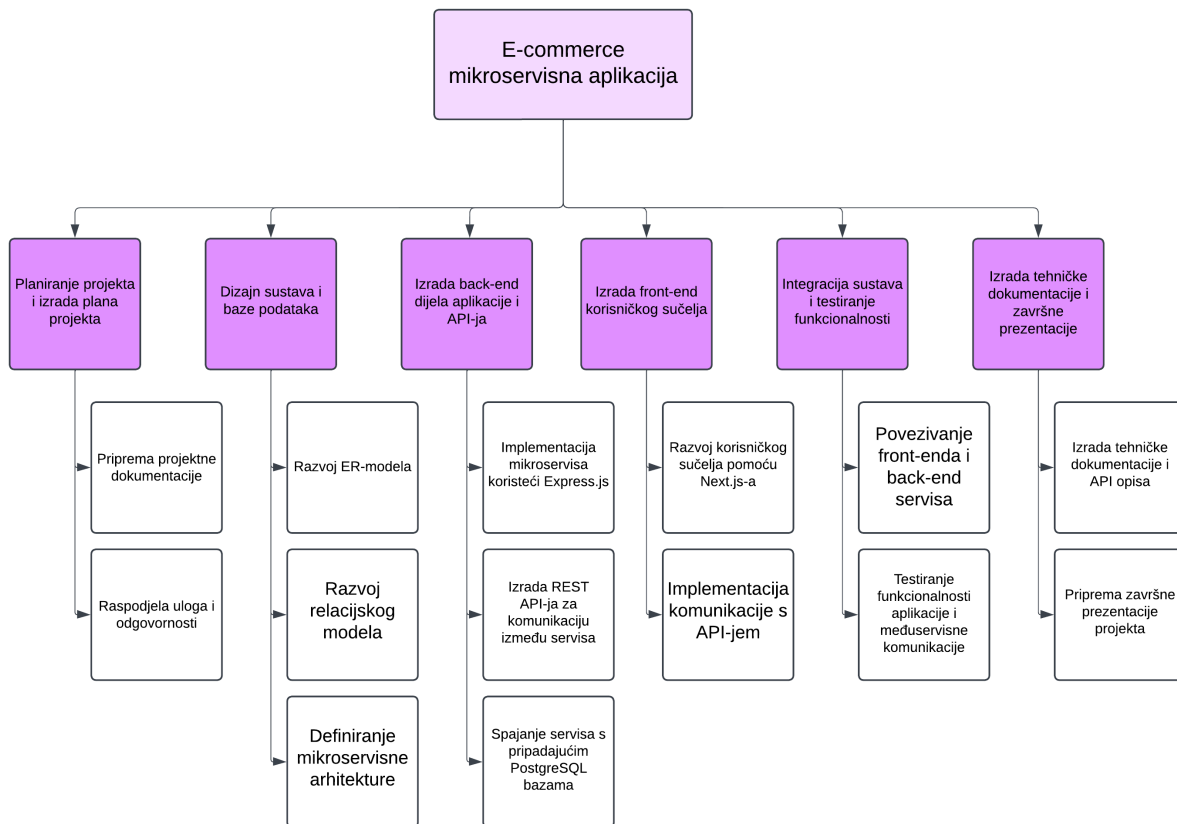 E-commerce
mikroservisna aplikacija
Planiranje projekta
i izrada plana
projekta
Dizajn sustava i
baze podataka
Izrada back-end
dijela aplikacije i
API-ja
Izrada front-end
korisničkog sučelja
Integracija sustava
i testiranje
funkcionalnosti
Izrada tehničke
dokumentacije i
završne
prezentacije
Priprema projektne
dokumentacije
Razvoj ER-modela
Implementacija
mikroservisa
koristeći Express.js
Razvoj korisničkog
sučelja pomoću
Next.js-a
Povezivanje
front-enda i
back-end
servisa
Izrada tehničke
dokumentacije i
API opisa
Raspodjela uloga i
odgovornosti
Razvoj
relacijskog
modela
Izrada REST
API-ja za
komunikaciju
između servisa
Implementacija
komunikacije s
API-jem
Testiranje
funkcionalnosti
aplikacije i
međuservisne
komunikacije
Priprema završne
prezentacije
projekta
Definiranje
mikroservisne
arhitekture
Spajanje servisa s
pripadajućim
PostgreSQL
bazama